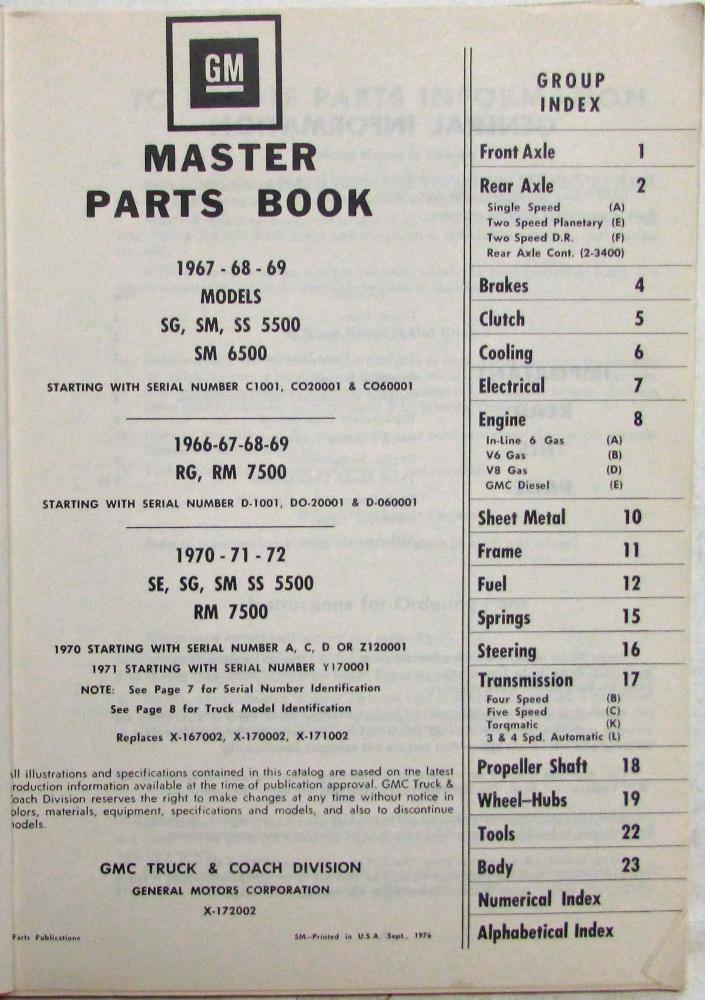 GM
MASTER
PARTS BOOK
1967 - 68 - 69
MODELS
SG, SM, SS 5500
SM 6500
STARTING WITH SERIAL NUMBER C1001, CO20001 & CO60001
1966-67-68-69
RG, RM 7500
STARTING WITH SERIAL NUMBER D-1001, DO-20001 & D-060001
1970 - 71 - 72
SE, SG, SM SS 5500
RM 7500
1970 STARTING WITH SERIAL NUMBER A, C, D OR Z120001
1971 STARTING WITH SERIAL NUMBER Y170001
NOTE: See Page 7 for Serial Number Identification
See Page 8 for Truck Model Identification
Replaces X-167002, X-170002, X-171002
ll illustrations and specifications contained in this catalog are based on the latest
roduction information available at the time of publication approval. GMC Truck &
oach Division reserves the right to make changes at any time without notice in
olors, materials, equipment, specifications and models, and also to discontinue
odels.
GMC TRUCK & COACH DIVISION
GENERAL MOTORS CORPORATION
X-172002
Parts Publications
5M—Printed in U.S.A. Sept., 1976
GROUP
INDEX
Front Axle 1
Rear Axle 2
Single Speed (A)
Two Speed Planetary (E)
Two Speed D.R. (F)
Rear Axle Cont. (2-3400)
Brakes 4
Clutch 5
Cooling 6
Electrical 7
Engine 8
In-Line 6 Gas (A)
V6 Gas (B)
V8 Gas (D)
GMC Diesel (E)
Sheet Metal 10
Frame 11
Fuel 12
Springs 15
Steering 16
Transmission 17
Four Speed (B)
Five Speed (C)
Torqmatic (K)
3 & 4 Spd. Automatic (L)
Propeller Shaft 18
Wheel—Hubs 19
Tools 22
Body 23
Numerical Index
Alphabetical Index